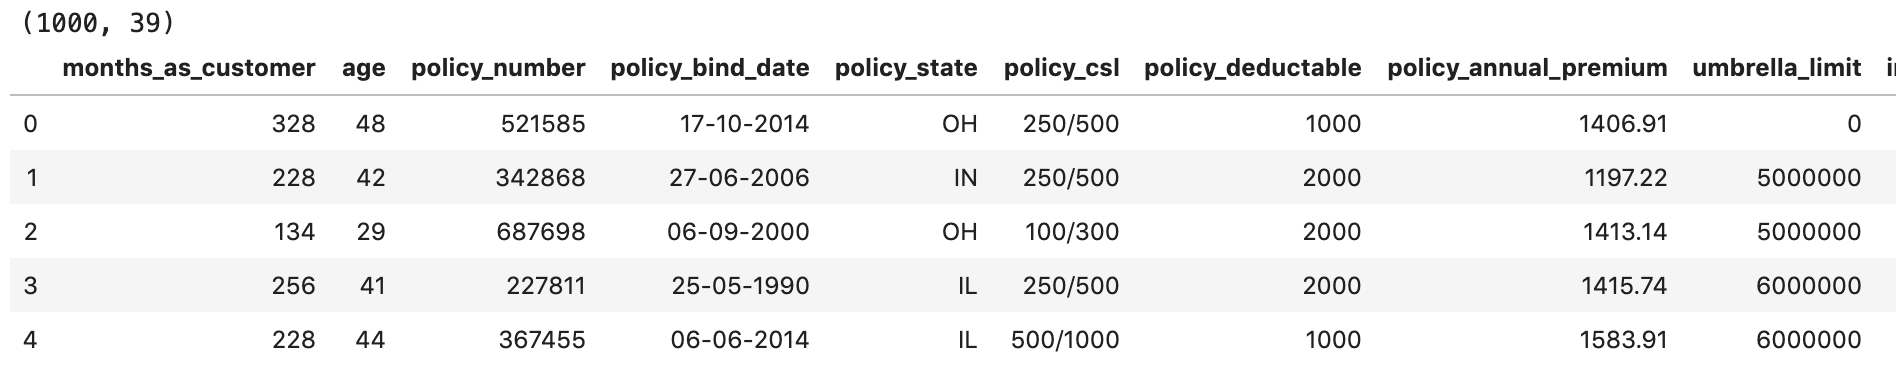 (1000, 39)
months_as_customer age policy_number policy_bind_date policy_state policy_csl policy_deductable policy_annual_premium umbrella_limit
0 328 48 521585 17-10-2014 OH 250/500 1000 1406.91 0
1 228 42 342868 27-06-2006 IN 250/500 2000 1197.22 5000000
2 134 29 687698 06-09-2000 OH 100/300 2000 1413.14 5000000
3 256 41 227811 25-05-1990 IL 250/500 2000 1415.74 6000000
4 228 44 367455 06-06-2014 IL 500/1000 1000 1583.91 6000000